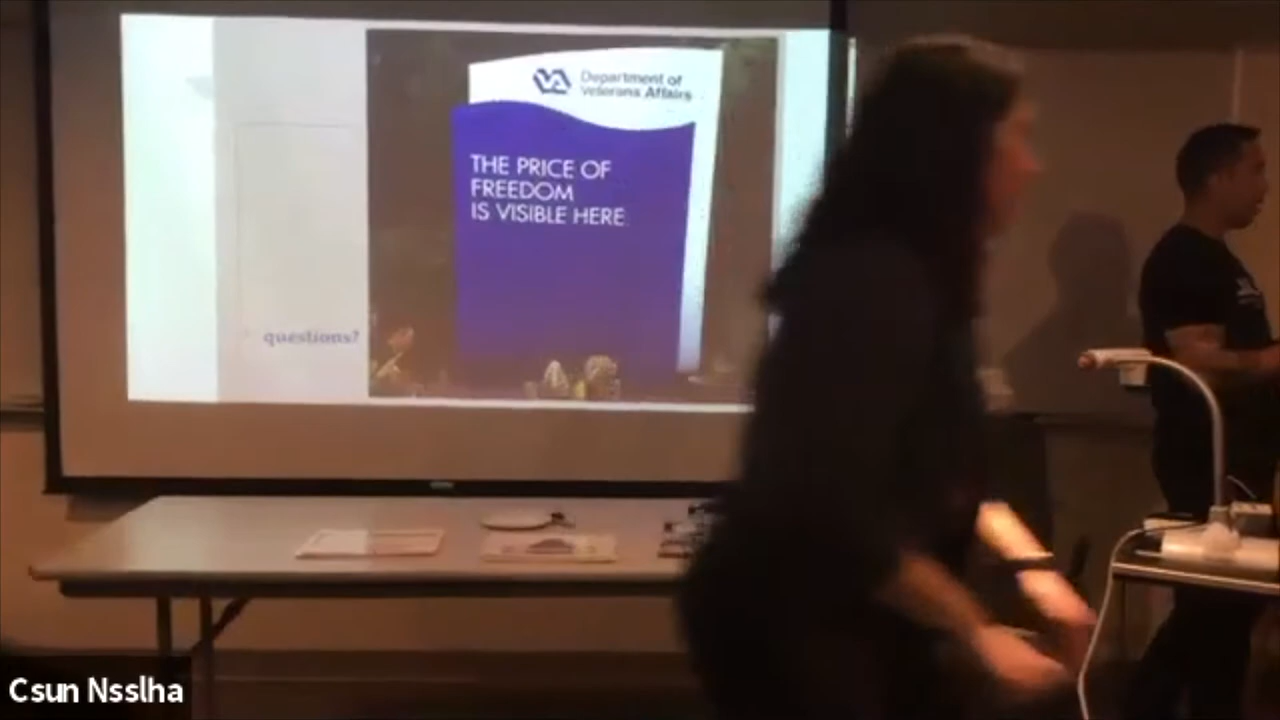 VA
Department of
Veterans Affairs
THE PRICE OF
FREEDOM
IS VISIBLE HERE
questions?
Csun Nsslha